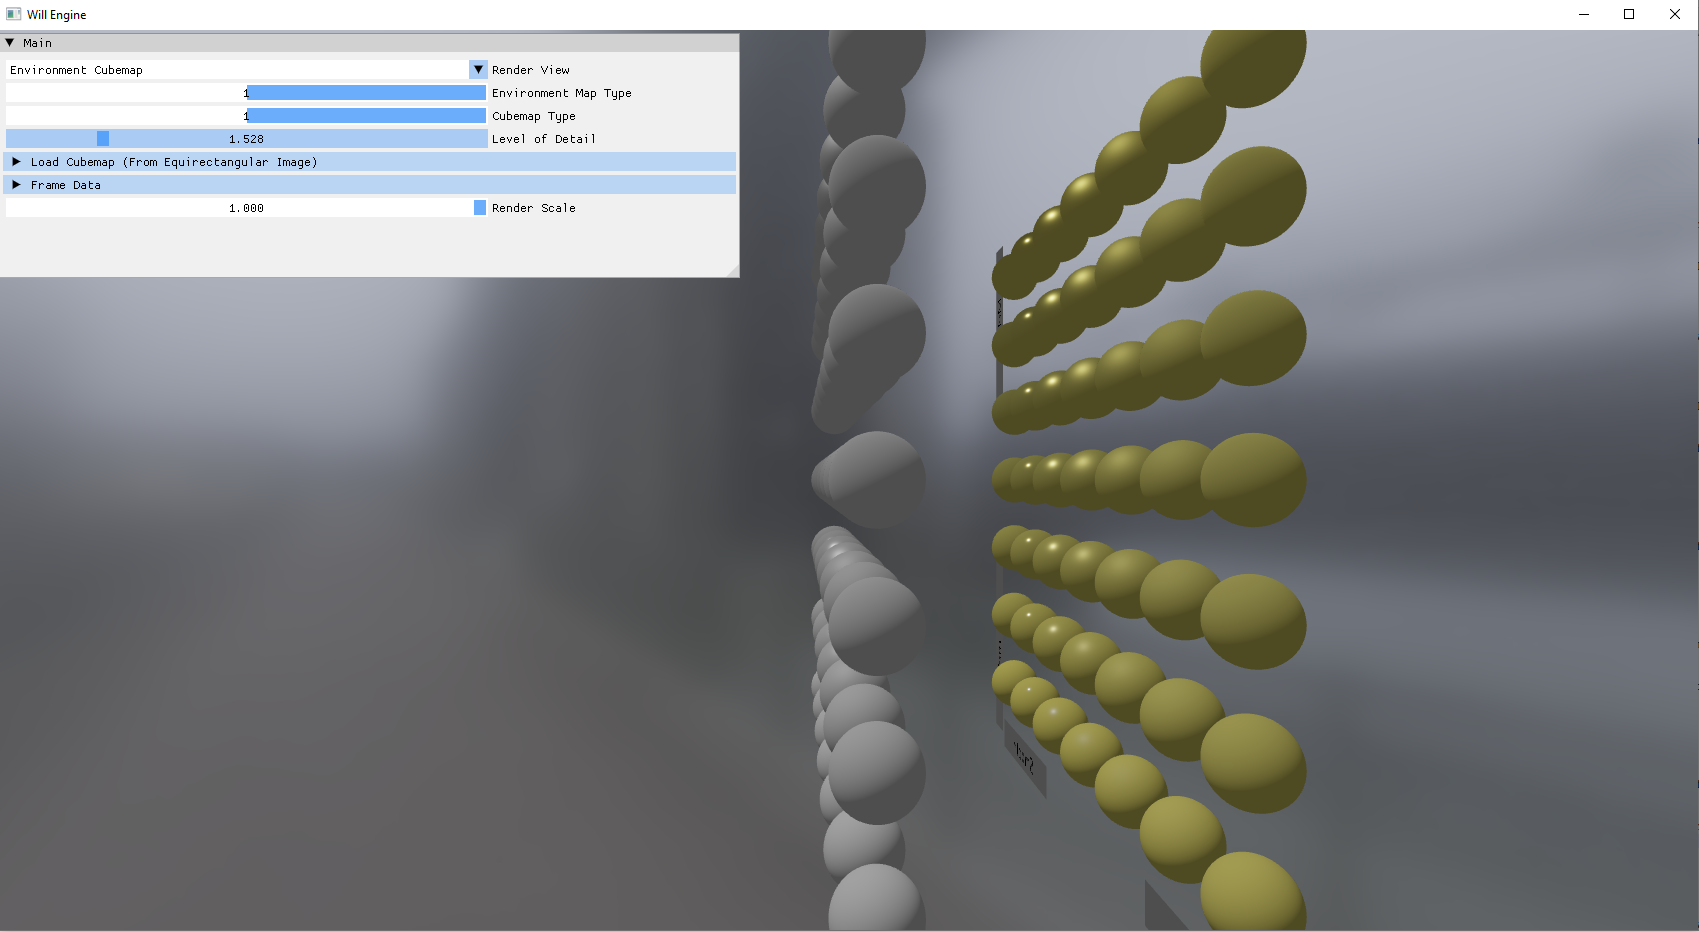 Will Engine
Main
Environment Cubemap Render View
1 Environment Map Type
1 Cubemap Type
1.528 Level of Detail
Load Cubemap (From Equirectangular Image)
Frame Data
1.000 Render Scale